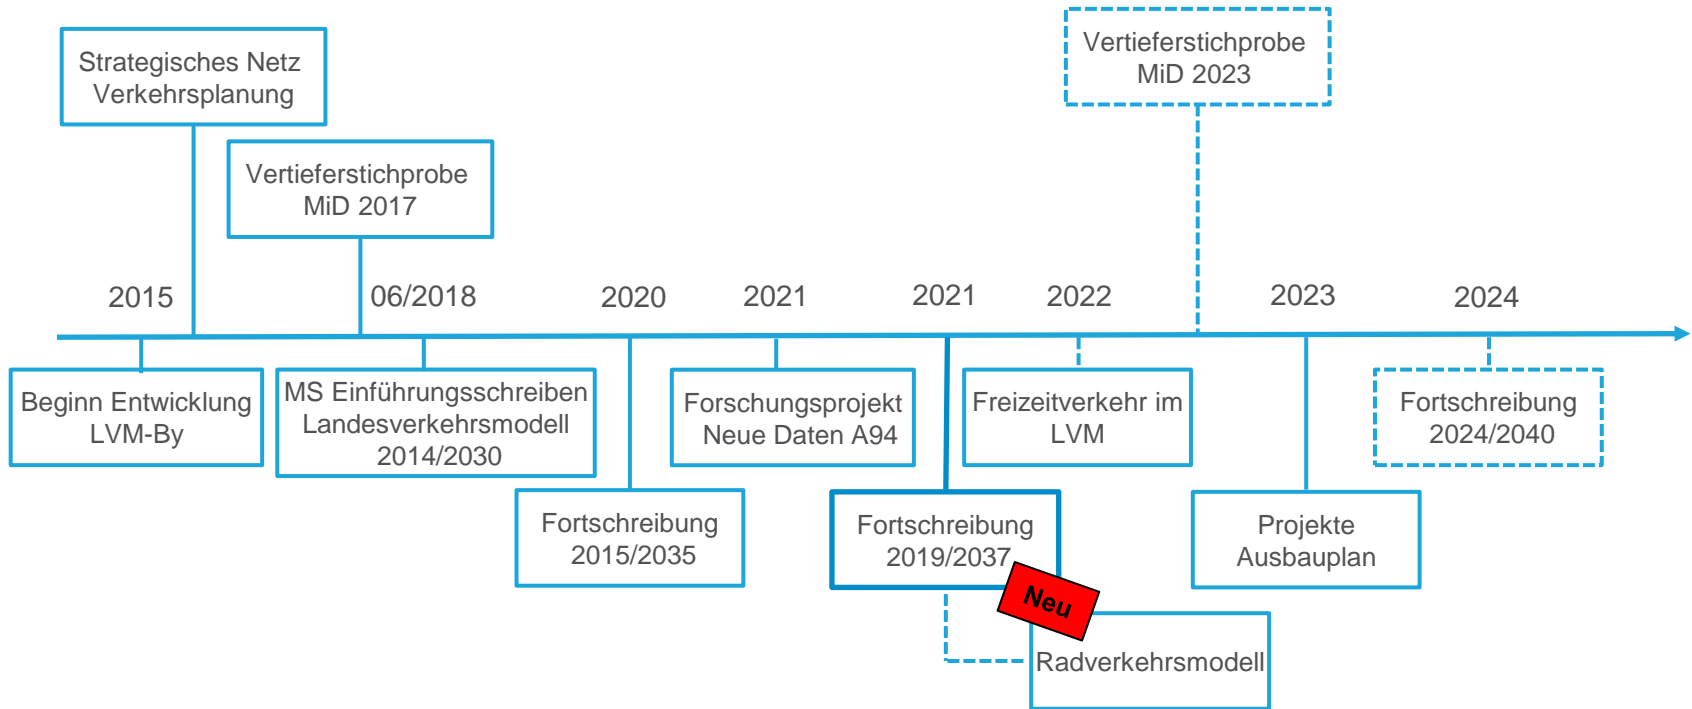 Strategisches Netz
Verkehrsplanung
Vertieferstichprobe
MiD 2017
Vertieferstichprobe
MiD 2023
2015
06/2018
2020
2021
2021
2022
2023
2024
Beginn Entwicklung
LVM-By
MS Einführungsschreiben
Landesverkehrsmodell
2014/2030
Fortschreibung
2015/2035
Forschungsprojekt
Neue Daten A94
Fortschreibung
2019/2037
Neu
Radverkehrsmodell
Freizeitverkehr im
LVM
Projekte
Ausbauplan
Fortschreibung
2024/2040